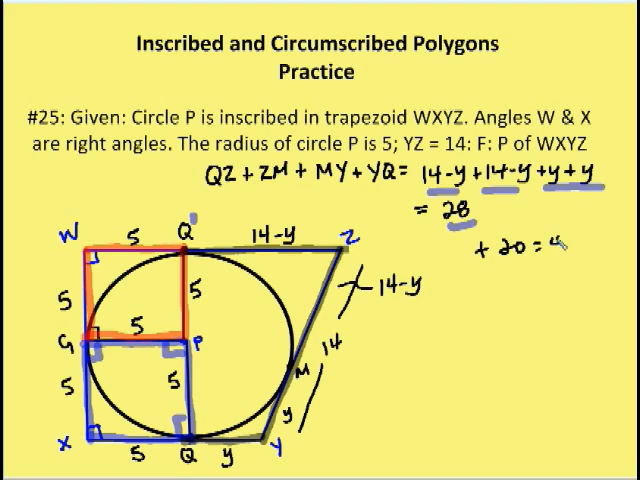 Inscribed and Circumscribed Polygons
Practice
#25: Given: Circle P is inscribed in trapezoid WXYZ. Angles W & X
are right angles. The radius of circle P is 5; YZ = 14: F: P of WXYZ
QZ + ZM + MY + YQ = 14-y + 14-y + y + y
= 28
+ 20 =
W 5 Q' 14-y Z
5 5 14-y
G 5 P 14
5 5 M
y
X 5 Q y Y